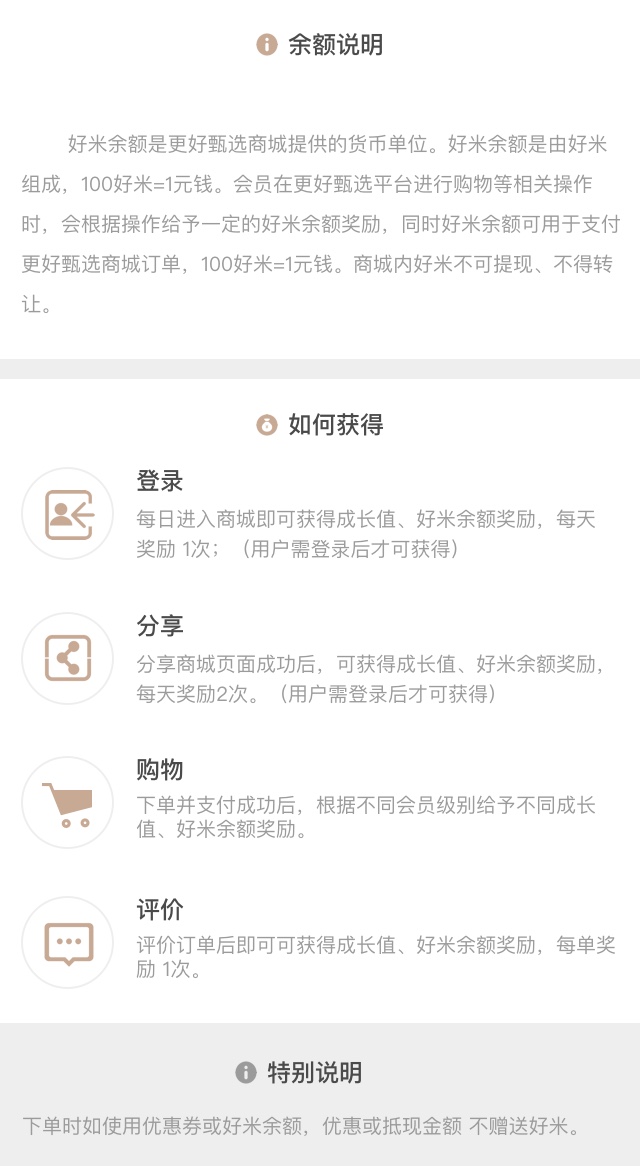 余额说明
好米余额是更好甄选商城提供的货币单位。好米余额是由好米
组成，100好米=1元钱。会员在更好甄选平台进行购物等相关操作
时，会根据操作给予一定的好米余额奖励，同时好米余额可用于支付
更好甄选商城订单，100好米=1元钱。商城内好米不可提现、不得转
让。
如何获得
登录
每日进入商城即可获得成长值、好米余额奖励，每天
奖励 1次；（用户需登录后才可获得）
分享
分享商城页面成功后，可获得成长值、好米余额奖励，
每天奖励2次。（用户需登录后才可获得）
购物
下单并支付成功后，根据不同会员级别给予不同成长
值、好米余额奖励。
评价
评价订单后即可可获得成长值、好米余额奖励，每单奖
励 1次。
特别说明
下单时如使用优惠券或好米余额，优惠或抵现金额 不赠送好米。